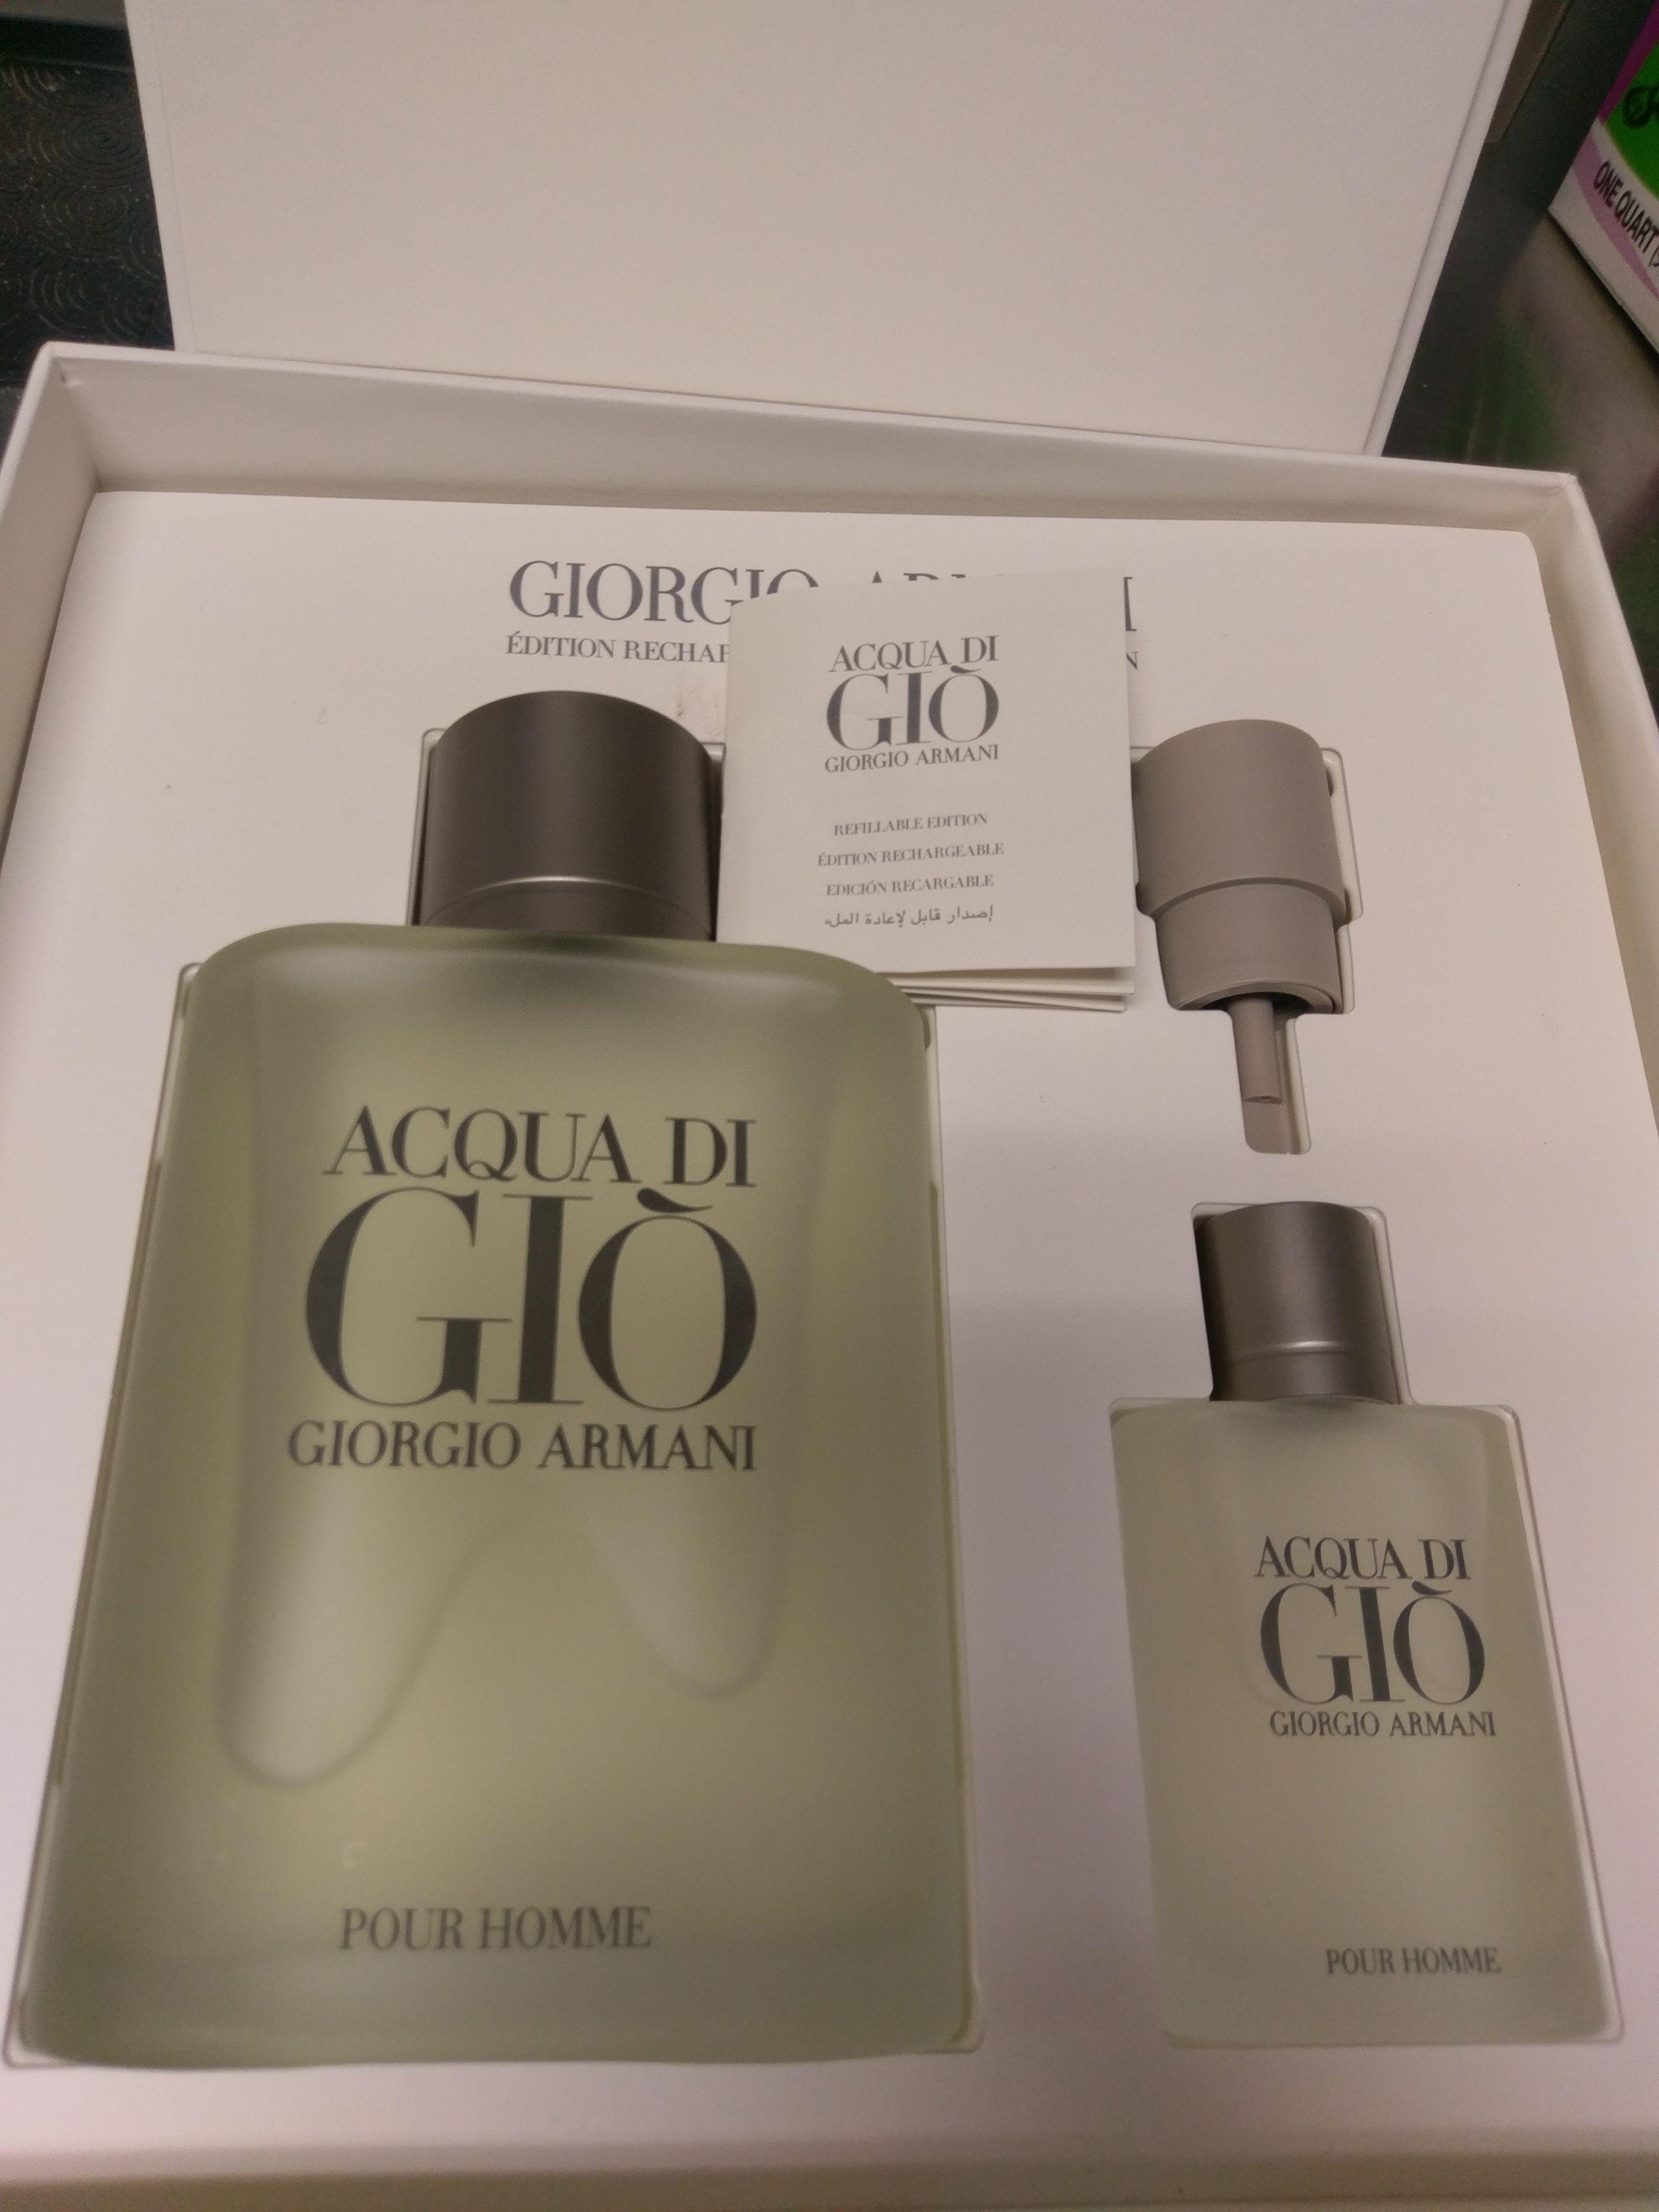 ONE QUART
GIORGIO
ÉDITION
ACQUA DI
GIÒ
GIORGIO ARMANI
REFILLABLE EDITION
ÉDITION RECHARGEABLE
EDICIÓN RECARGABLE
إصدار قابل لإعادة الملء
ACQUA DI
GIÒ
GIORGIO ARMANI
POUR HOMME
ACQUA DI
GIÒ
GIORGIO ARMANI
POUR HOMME